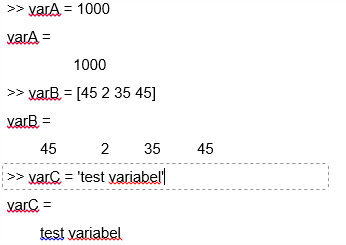 >> varA = 1000
varA =
1000
>> varB = [45 2 35 45]
varB =
45 2 35 45
>> varC = 'test variabel'
varC =
test variabel